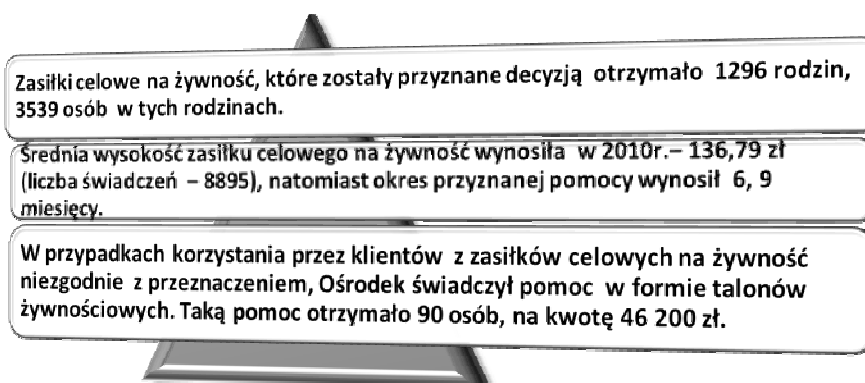 Zasiłki celowe na żywność, które zostały przyznane decyzją otrzymało 1296 rodzin,
3539 osób w tych rodzinach.
Średnia wysokość zasiłku celowego na żywność wynosiła w 2010r.– 136,79 zł
(liczba świadczeń – 8895), natomiast okres przyznanej pomocy wynosił 6, 9
miesięcy.
W przypadkach korzystania przez klientów z zasiłków celowych na żywność
niezgodnie z przeznaczeniem, Ośrodek świadczył pomoc w formie talonów
żywnościowych. Taką pomoc otrzymało 90 osób, na kwotę 46 200 zł.